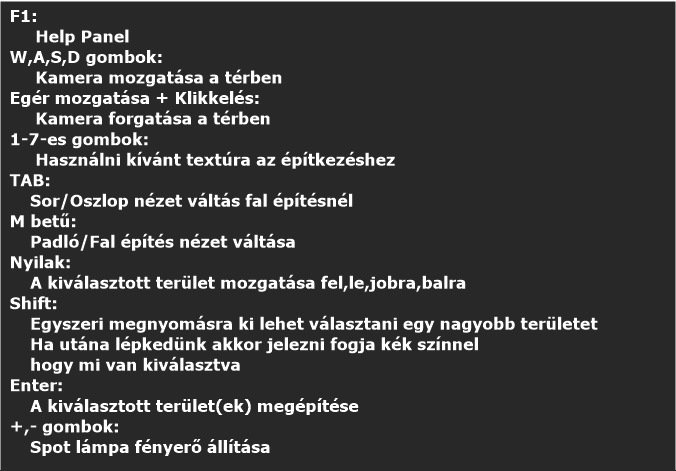 F1:
Help Panel
W,A,S,D gombok:
Kamera mozgatása a térben
Egér mozgatása + Klikkelés:
Kamera forgatása a térben
1-7-es gombok:
Használni kívánt textúra az építkezéshez
TAB:
Sor/Oszlop nézet váltás fal építésnél
M betű:
Padló/Fal építés nézet váltása
Nyilak:
A kiválasztott terület mozgatása fel,le,jobra,balra
Shift:
Egyszeri megnyomásra ki lehet választani egy nagyobb területet
Ha utána lépkedünk akkor jelezni fogja kék színnel
hogy mi van kiválasztva
Enter:
A kiválasztott terület(ek) megépítése
+,- gombok:
Spot lámpa fényerő állítása